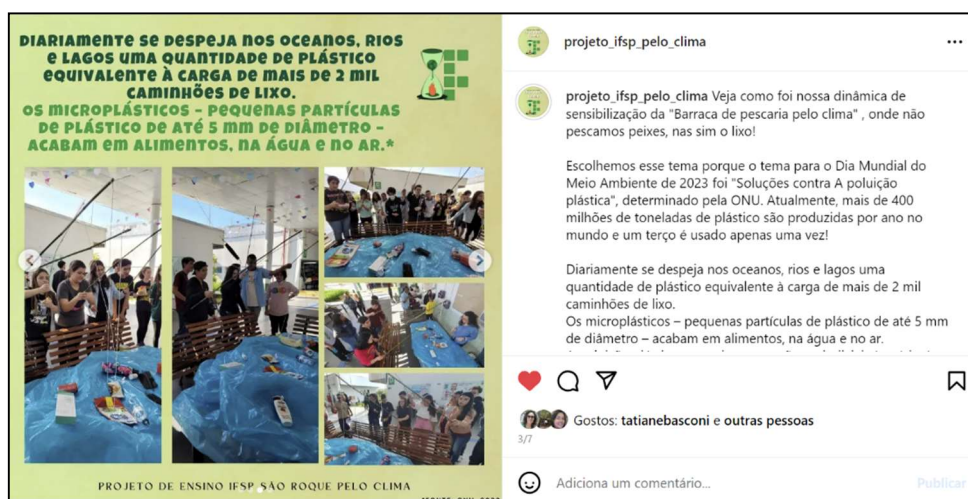 DIARIAMENTE SE DESPEJA NOS OCEANOS, RIOS
E LAGOS UMA QUANTIDADE DE PLÁSTICO
EQUIVALENTE À CARGA DE MAIS DE 2 MIL
CAMINHÕES DE LIXO.
OS MICROPLÁSTICOS – PEQUENAS PARTÍCULAS
DE PLÁSTICO DE ATÉ 5 MM DE DIÂMETRO –
ACABAM EM ALIMENTOS, NA ÁGUA E NO AR.*
PROJETO DE ENSINO IFSP SÃO ROQUE PELO CLIMA
projeto_ifsp_pelo_clima
projeto_ifsp_pelo_clima Veja como foi nossa dinâmica de
sensibilização da "Barraca de pescaria pelo clima" , onde não
pescamos peixes, nas sim o lixo!
Escolhemos esse tema porque o tema para o Dia Mundial do
Meio Ambiente de 2023 foi "Soluções contra A poluição
plástica", determinado pela ONU. Atualmente, mais de 400
milhões de toneladas de plástico são produzidas por ano no
mundo e um terço é usado apenas uma vez!
Diariamente se despeja nos oceanos, rios e lagos uma
quantidade de plástico equivalente à carga de mais de 2 mil
caminhões de lixo.
Os microplásticos – pequenas partículas de plástico de até 5 mm
de diâmetro – acabam em alimentos, na água e no ar.
Gostos: tatianebasconi e outras pessoas
3/7
Adiciona um comentário... Publicar